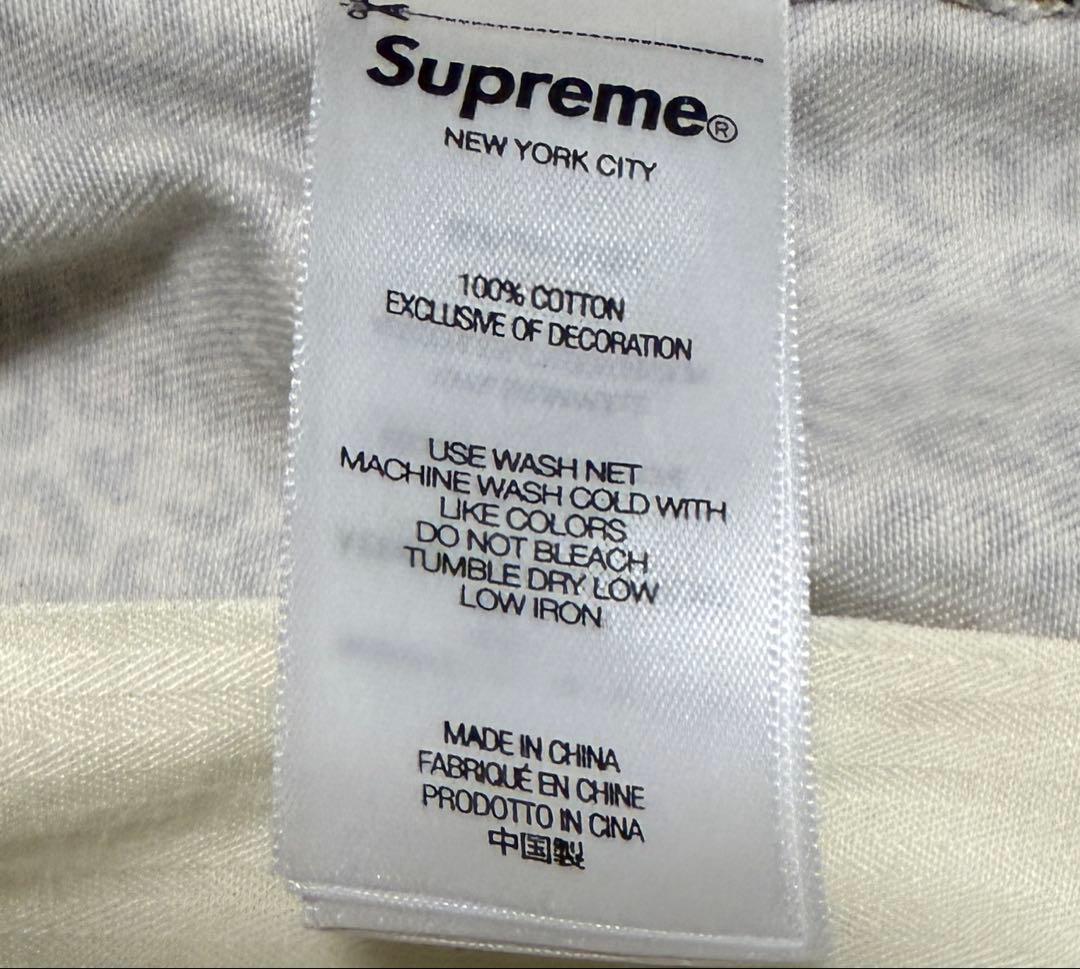 Supreme®
NEW YORK CITY
100% COTTON
EXCLUSIVE OF DECORATION
USE WASH NET
MACHINE WASH COLD WITH
LIKE COLORS
DO NOT BLEACH
TUMBLE DRY LOW
LOW IRON
MADE IN CHINA
FABRIQUÉ EN CHINE
PRODOTTO IN CINA
中国製